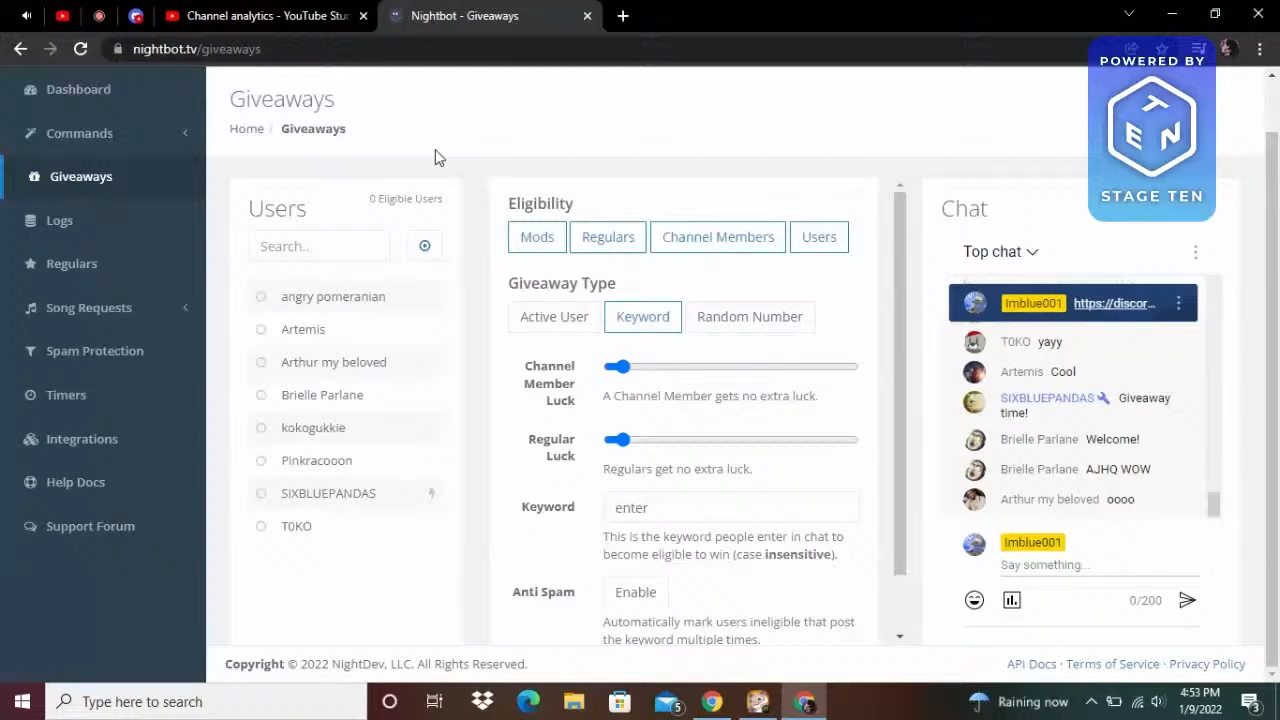 Channel analytics - YouTube Stu
Nightbot - Giveaways
nightbot.tv/giveaways
POWERED BY
TEN
STAGE TEN
Dashboard
Commands
Giveaways
Logs
Regulars
Song Requests
Spam Protection
Timers
Integrations
Help Docs
Support Forum
Giveaways
Home / Giveaways
Users
0 Eligible Users
Search..
angry pomeranian
Artemis
Arthur my beloved
Brielle Parlane
kokogukkie
Pinkracooon
SIXBLUEPANDAS
T0KO
Eligibility
Mods
Regulars
Channel Members
Users
Giveaway Type
Active User
Keyword
Random Number
Channel
Member
Luck
A Channel Member gets no extra luck.
Regular
Luck
Regulars get no extra luck.
Keyword
enter
This is the keyword people enter in chat to
become eligible to win (case insensitive).
Anti Spam
Enable
Automatically mark users ineligible that post
the keyword multiple times.
Chat
Top chat
Imblue001 https://discor...
T0KO yayy
Artemis Cool
SIXBLUEPANDAS Giveaway
time!
Brielle Parlane Welcome!
Brielle Parlane AJHQ WOW
Arthur my beloved oooo
Imblue001
Say something...
0/200
Copyright © 2022 NightDev, LLC. All Rights Reserved.
API Docs · Terms of Service · Privacy Policy
Type here to search
5
Raining now
4:53 PM
1/9/2022
3